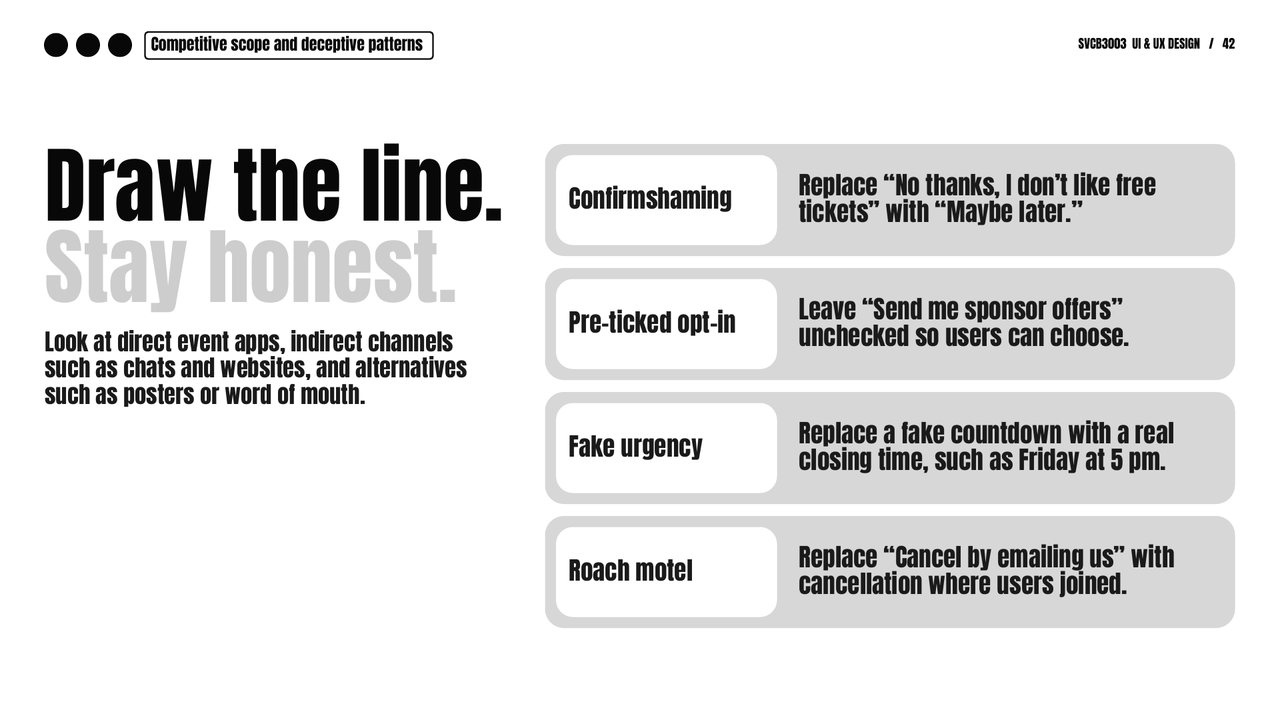 Competitive scope and deceptive patterns
SVCB3003 UI & UX DESIGN / 42
Draw the line.
Stay honest.
Look at direct event apps, indirect channels
such as chats and websites, and alternatives
such as posters or word of mouth.
Confirmshaming
Replace “No thanks, I don’t like free
tickets” with “Maybe later.”
Pre-ticked opt-in
Leave “Send me sponsor offers”
unchecked so users can choose.
Fake urgency
Replace a fake countdown with a real
closing time, such as Friday at 5 pm.
Roach motel
Replace “Cancel by emailing us” with
cancellation where users joined.